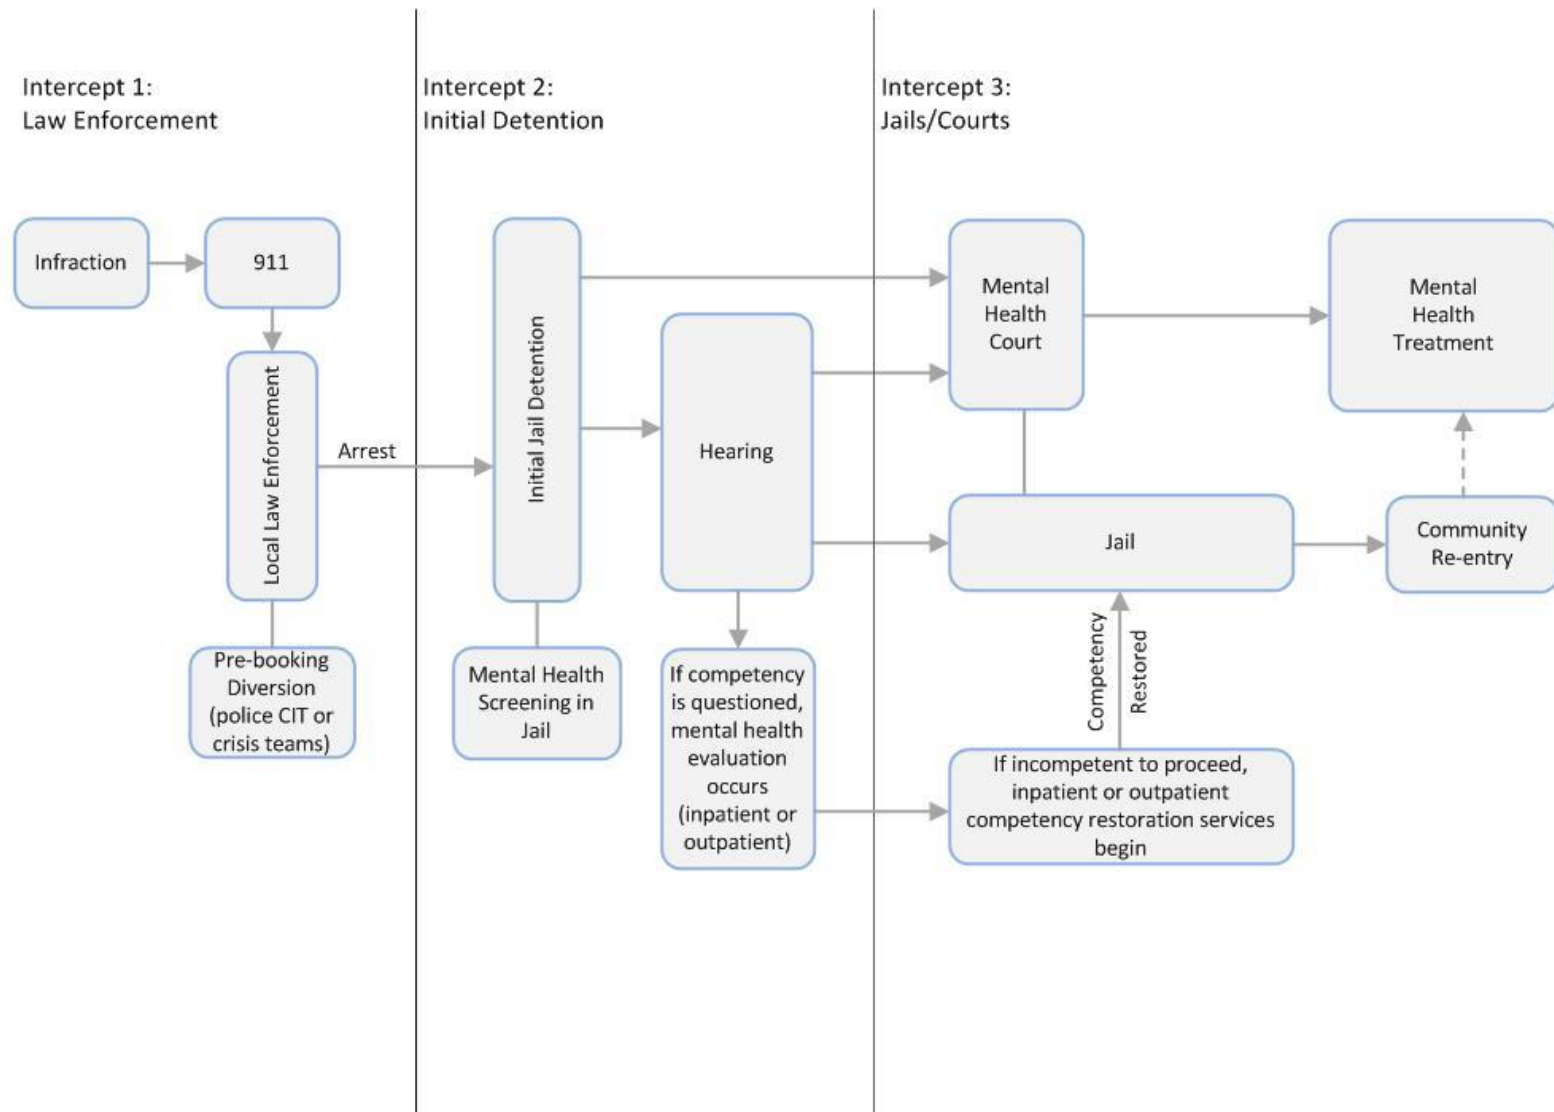 Intercept 1:
Law Enforcement
Intercept 2:
Initial Detention
Intercept 3:
Jails/Courts
Infraction
911
Local Law Enforcement
Pre-booking
Diversion
(police CIT or
crisis teams)
Arrest
Initial Jail Detention
Mental Health
Screening in
Jail
Hearing
If competency
is questioned,
mental health
evaluation
occurs
(inpatient or
outpatient)
Mental
Health
Court
Mental
Health
Treatment
Jail
Community
Re-entry
Competency
Restored
If incompetent to proceed,
inpatient or outpatient
competency restoration services
begin